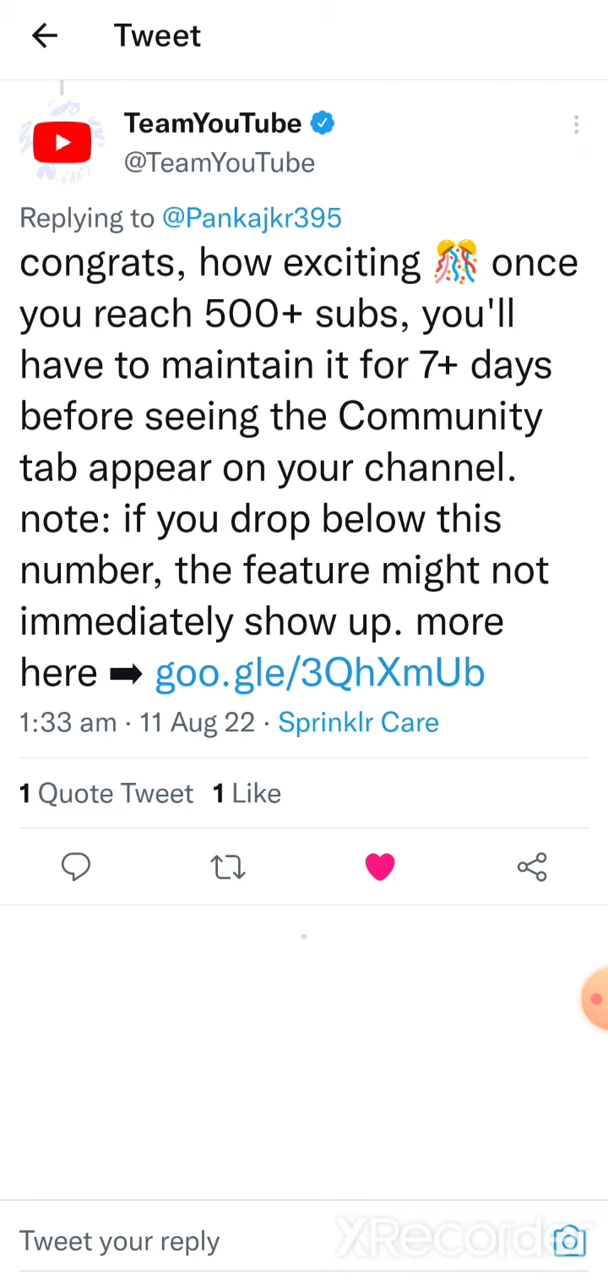 Tweet
TeamYouTube
@TeamYouTube
Replying to @Pankajkr395
congrats, how exciting 🎊 once
you reach 500+ subs, you'll
have to maintain it for 7+ days
before seeing the Community
tab appear on your channel.
note: if you drop below this
number, the feature might not
immediately show up. more
here ➡ goo.gle/3QhXmUb
1:33 am · 11 Aug 22 · Sprinklr Care
1 Quote Tweet 1 Like
Tweet your reply
XRecorder